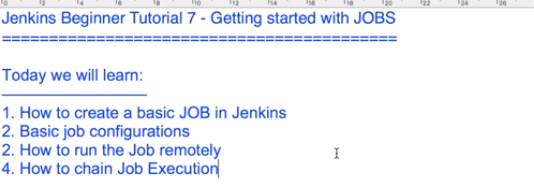 Jenkins Beginner Tutorial 7 - Getting started with JOBS
==========================================
Today we will learn:
1. How to create a basic JOB in Jenkins
2. Basic job configurations
2. How to run the Job remotely
4. How to chain Job Execution